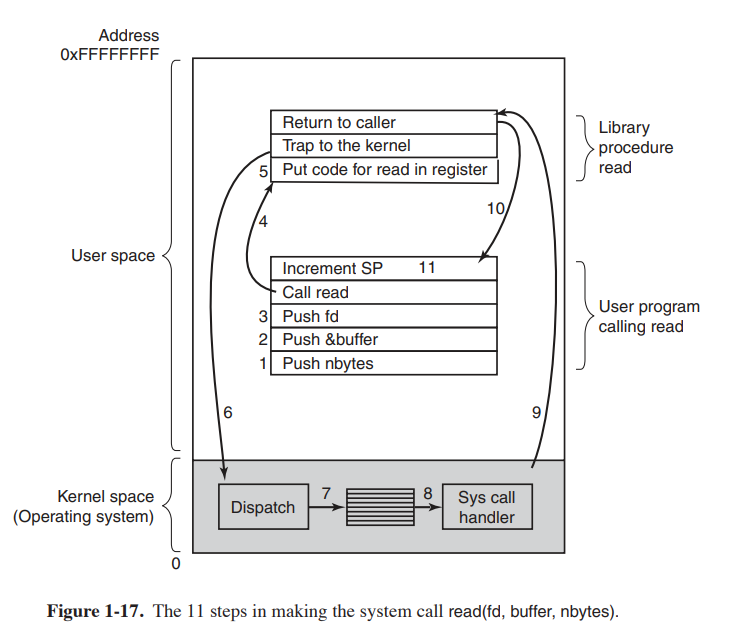 Address
0xFFFFFFFF
Return to caller
Trap to the kernel
5 Put code for read in register
Library
procedure
read
4
10
User space
Increment SP 11
Call read
3 Push fd
2 Push &buffer
1 Push nbytes
User program
calling read
6
9
Kernel space
(Operating system)
Dispatch
7
8
Sys call
handler
0
Figure 1-17. The 11 steps in making the system call read(fd, buffer, nbytes).